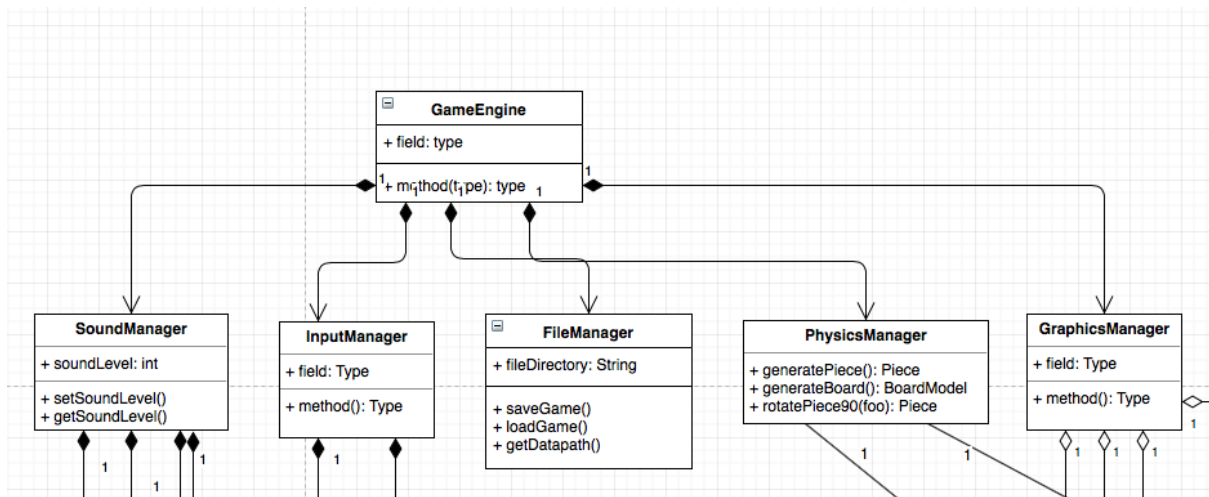 GameEngine
+ field: type
+ method(type): type
1
1
1
1
1
SoundManager
+ soundLevel: int
+ setSoundLevel()
+ getSoundLevel()
InputManager
+ field: Type
+ method(): Type
FileManager
+ fileDirectory: String
+ saveGame()
+ loadGame()
+ getDatapath()
PhysicsManager
+ generatePiece(): Piece
+ generateBoard(): BoardModel
+ rotatePiece90(foo): Piece
GraphicsManager
+ field: Type
+ method(): Type
1
1
1
1
1
1
1
1
1
1